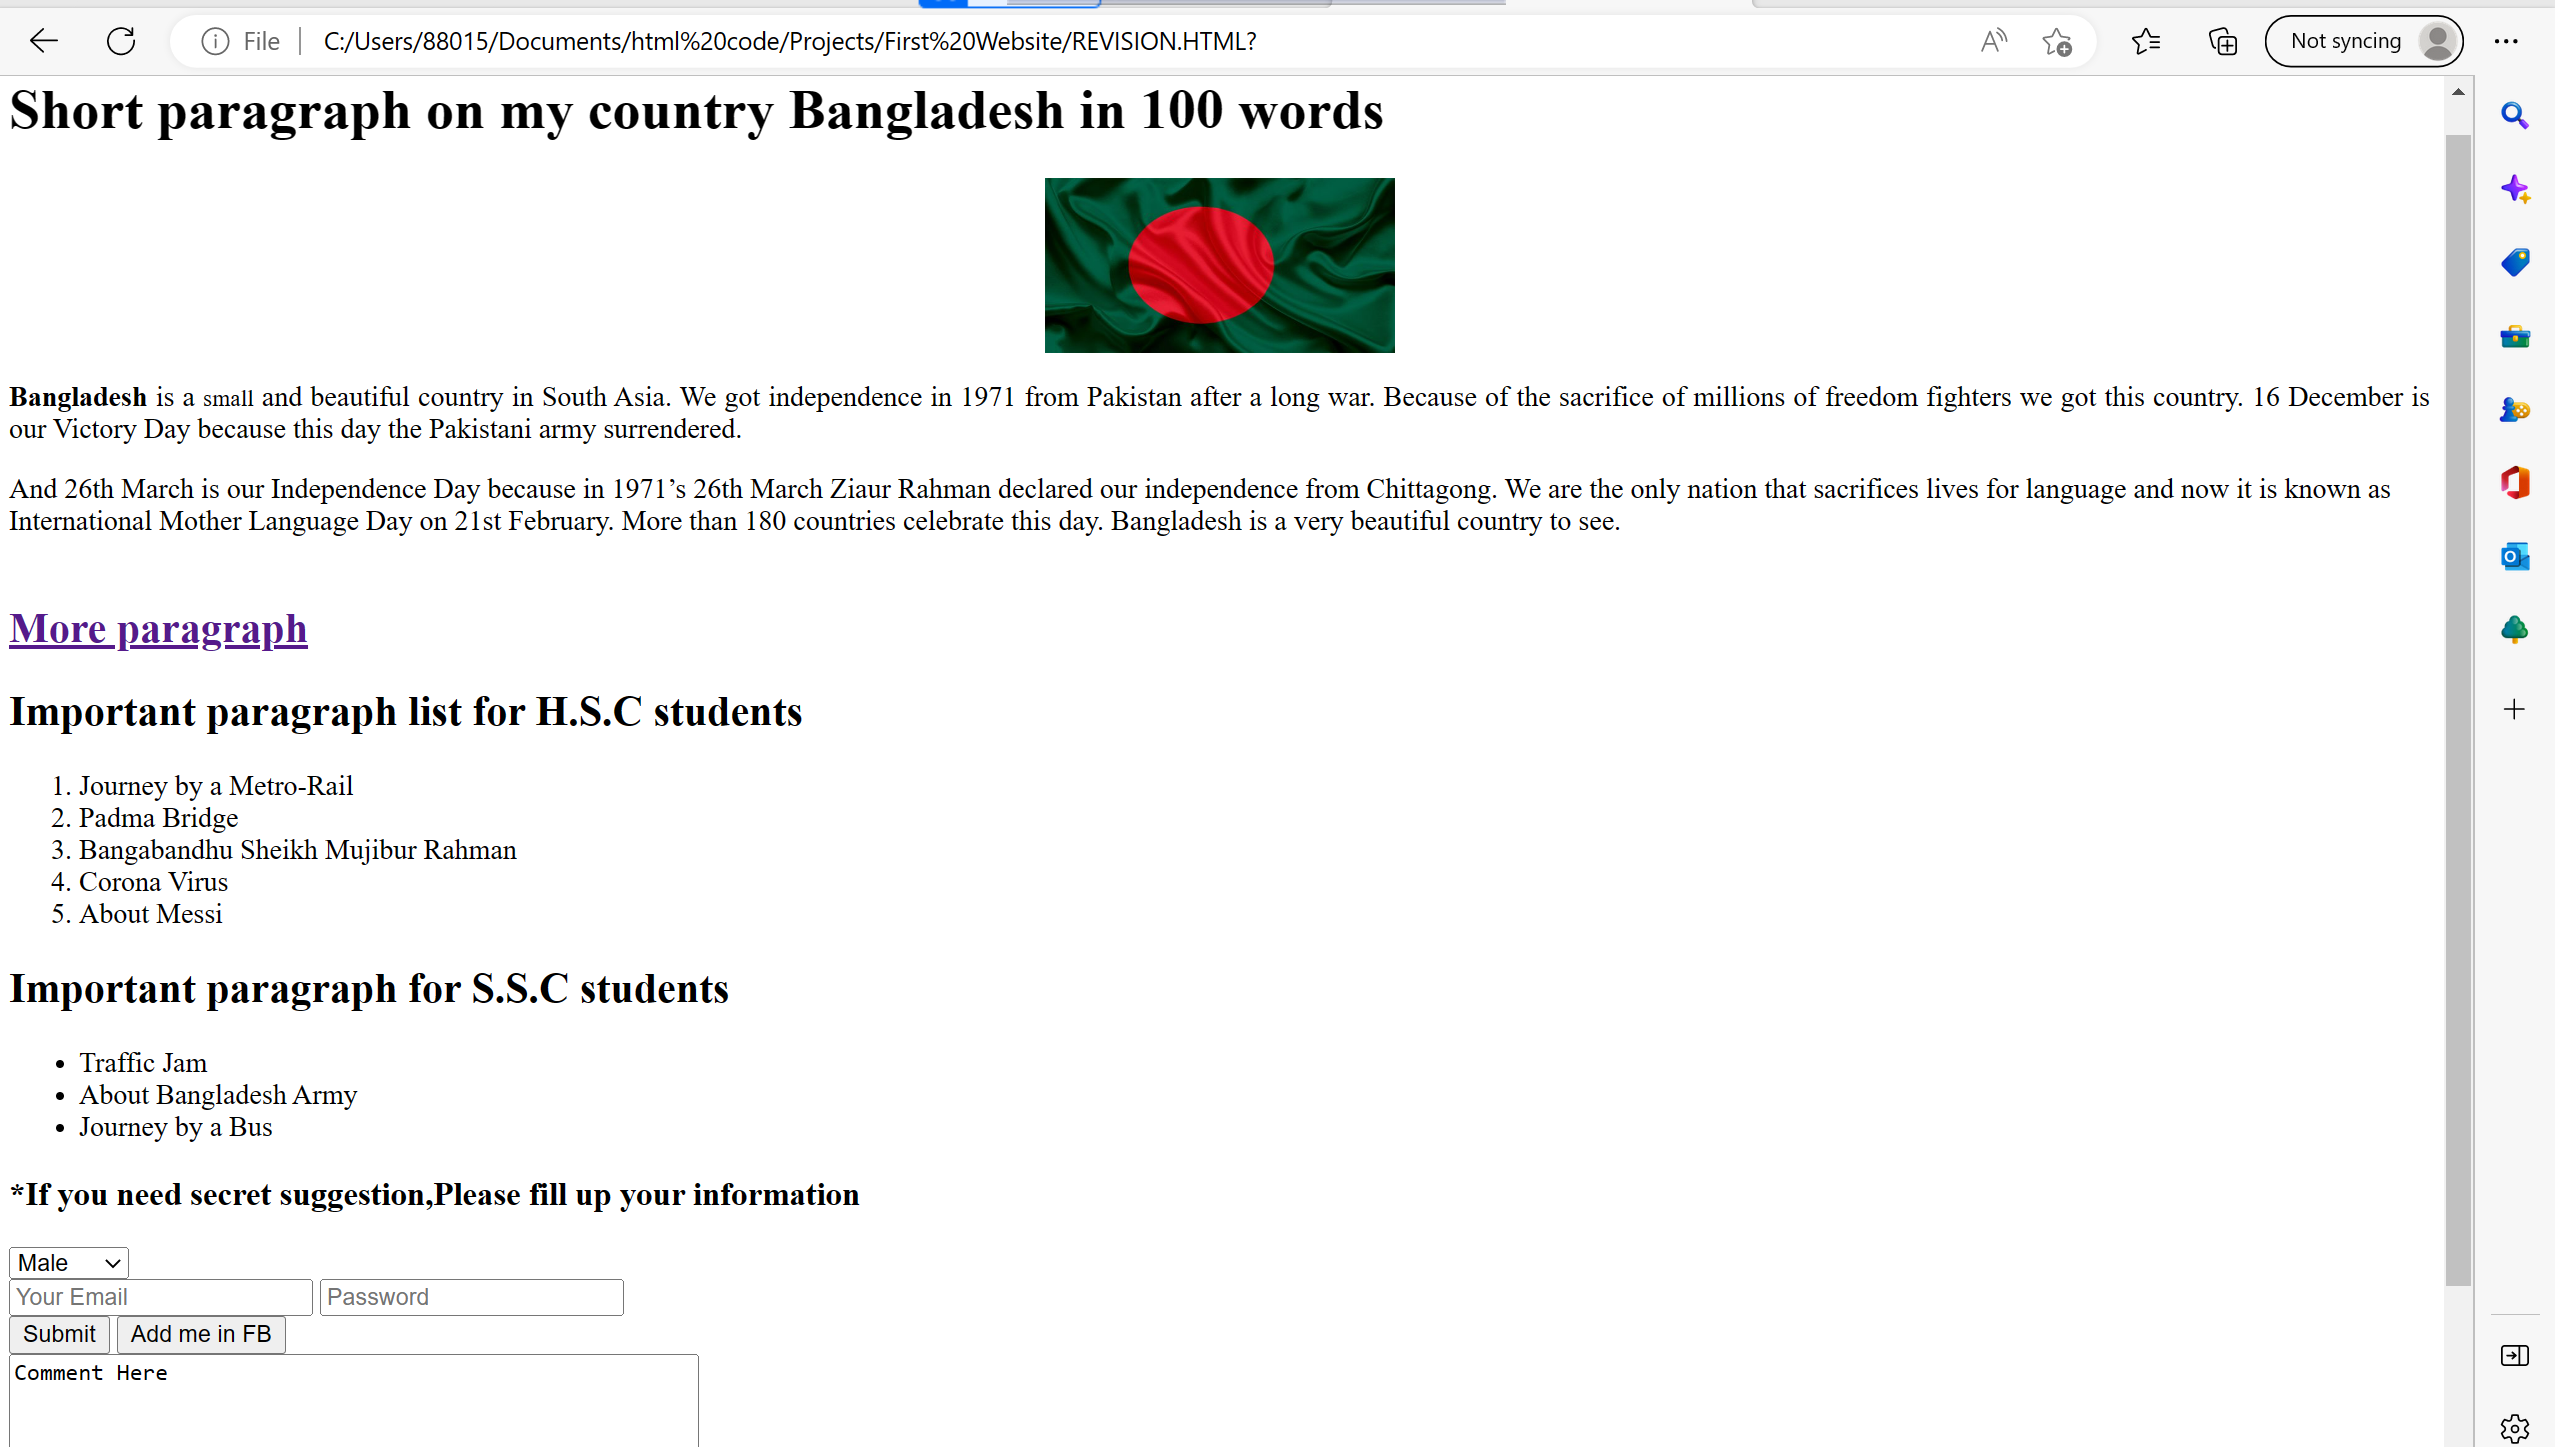 File
C:/Users/88015/Documents/html%20code/Projects/First%20Website/REVISION.HTML?
Not syncing
Short paragraph on my country Bangladesh in 100 words
Bangladesh is a small and beautiful country in South Asia. We got independence in 1971 from Pakistan after a long war. Because of the sacrifice of millions of freedom fighters we got this country. 16 December is
our Victory Day because this day the Pakistani army surrendered.
And 26th March is our Independence Day because in 1971’s 26th March Ziaur Rahman declared our independence from Chittagong. We are the only nation that sacrifices lives for language and now it is known as
International Mother Language Day on 21st February. More than 180 countries celebrate this day. Bangladesh is a very beautiful country to see.
More paragraph
Important paragraph list for H.S.C students
1. Journey by a Metro-Rail
2. Padma Bridge
3. Bangabandhu Sheikh Mujibur Rahman
4. Corona Virus
5. About Messi
Important paragraph for S.S.C students
• Traffic Jam
• About Bangladesh Army
• Journey by a Bus
*If you need secret suggestion,Please fill up your information
Male
Your Email Password
Submit Add me in FB
Comment Here